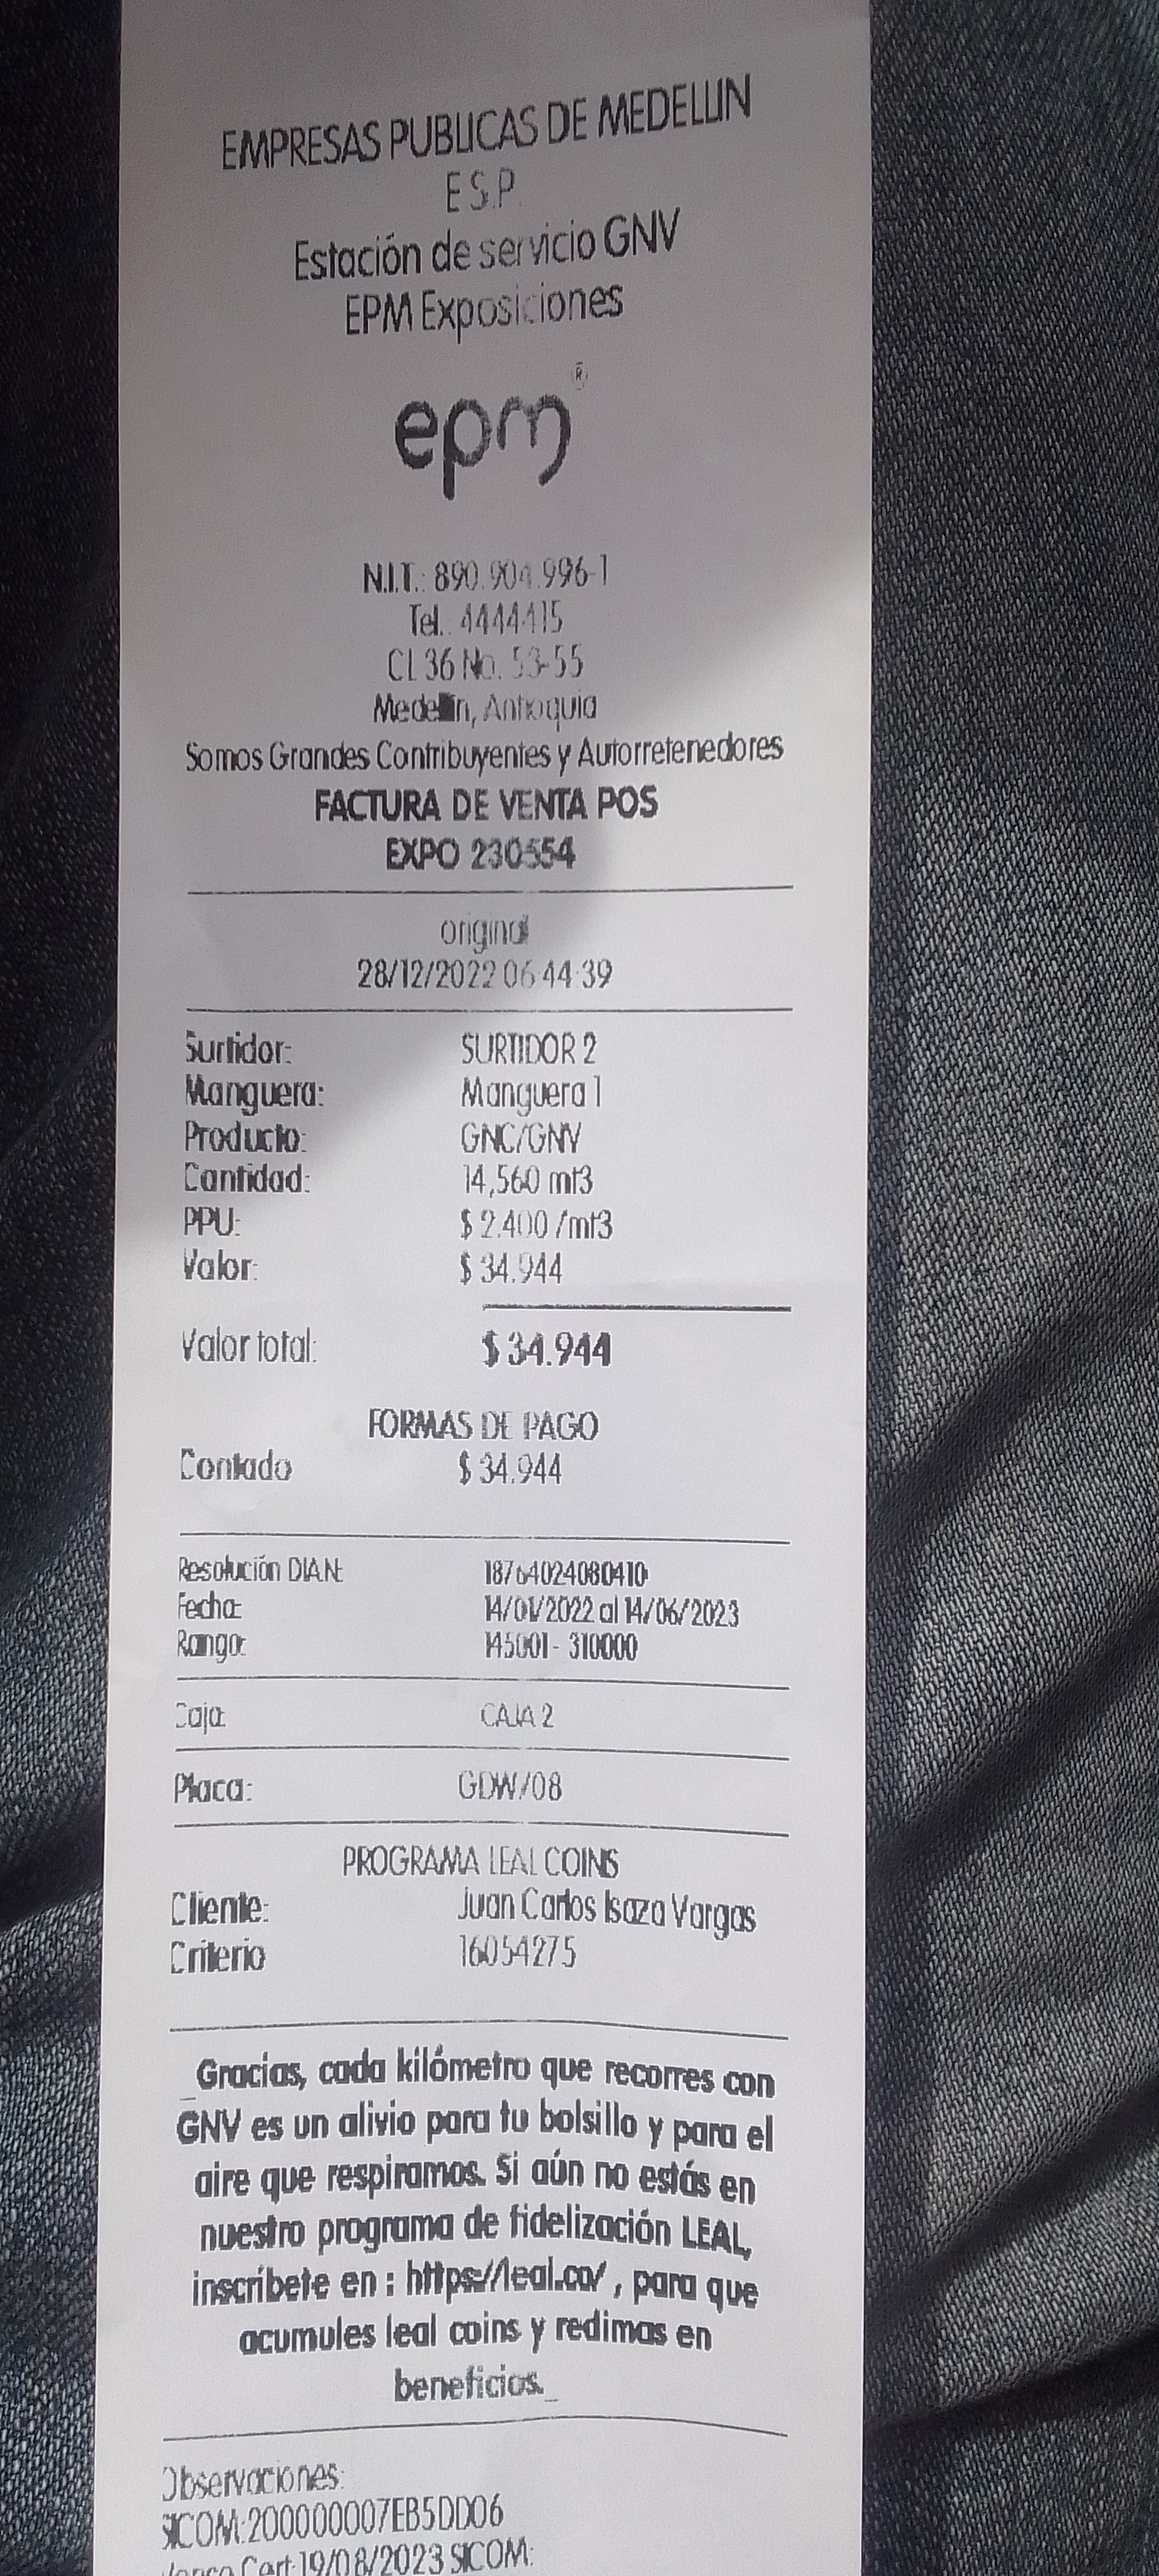 EMPRESAS PUBLICAS DE MEDELLIN
E.S.P.
Estación de servicio GNV
EPM Exposiciones
epm®
N.I.T.: 890.904.996-1
Tel.: 4444415
CL 36 No. 53-55
Medellín, Antioquia
Somos Grandes Contribuyentes y Autorretenedores
FACTURA DE VENTA POS
EXPO 230554
original
28/12/2022 06:44:39
Surtidor: SURTIDOR 2
Manguera: Manguera 1
Producto: GNC/GNV
Cantidad: 14,560 mt3
PPU: $ 2.400 /mt3
Valor: $ 34.944
Valor total: $ 34.944
FORMAS DE PAGO
Contado $ 34.944
Resolución DIAN: 18764024080410
Fecha: 14/01/2022 al 14/06/2023
Rango: 145001 - 310000
Caja: CAJA 2
Placa:
PROGRAMA LEAL COINS
Cliente: Juan Carlos Isaza Vargas
Criterio 16054275
Gracias, cada kilómetro que recorres con
GNV es un alivio para tu bolsillo y para el
aire que respiramos. Si aún no estás en
nuestro programa de fidelización LEAL,
inscríbete en : https://leal.co/ , para que
acumules leal coins y redimas en
beneficios.
Observaciones:
SICOM:200000007EB5DD06
Cert:19/08/2023 SICOM: